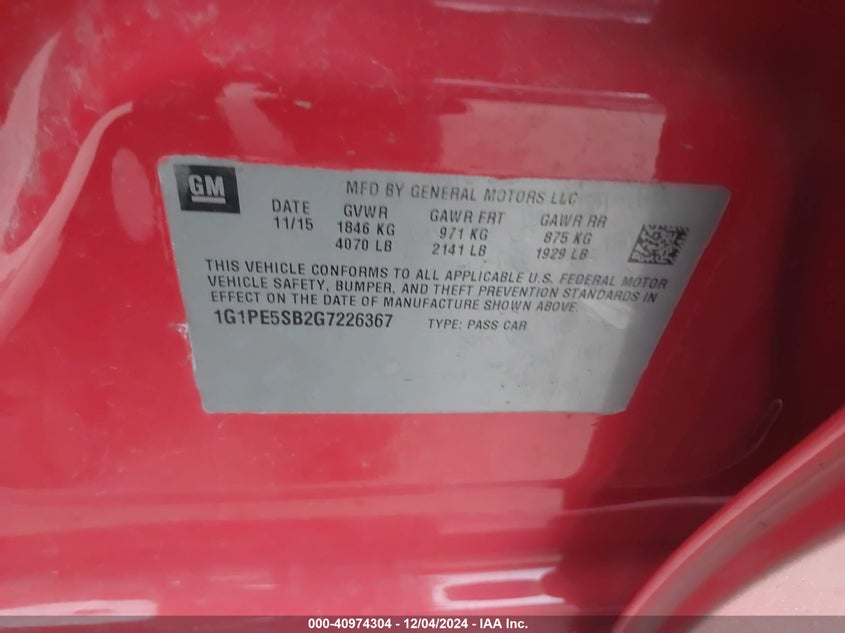 GM
MFD BY GENERAL MOTORS LLC
DATE GVWR GAWR FRT GAWR RR
11/15 1846 KG 971 KG 875 KG
4070 LB 2141 LB 1929 LB
THIS VEHICLE CONFORMS TO ALL APPLICABLE U.S. FEDERAL MOTOR
VEHICLE SAFETY, BUMPER, AND THEFT PREVENTION STANDARDS IN
EFFECT ON THE DATE OF MANUFACTURE SHOWN ABOVE.
1G1PE5SB2G7226367 TYPE: PASS CAR
000-40974304 - 12/04/2024 - IAA Inc.